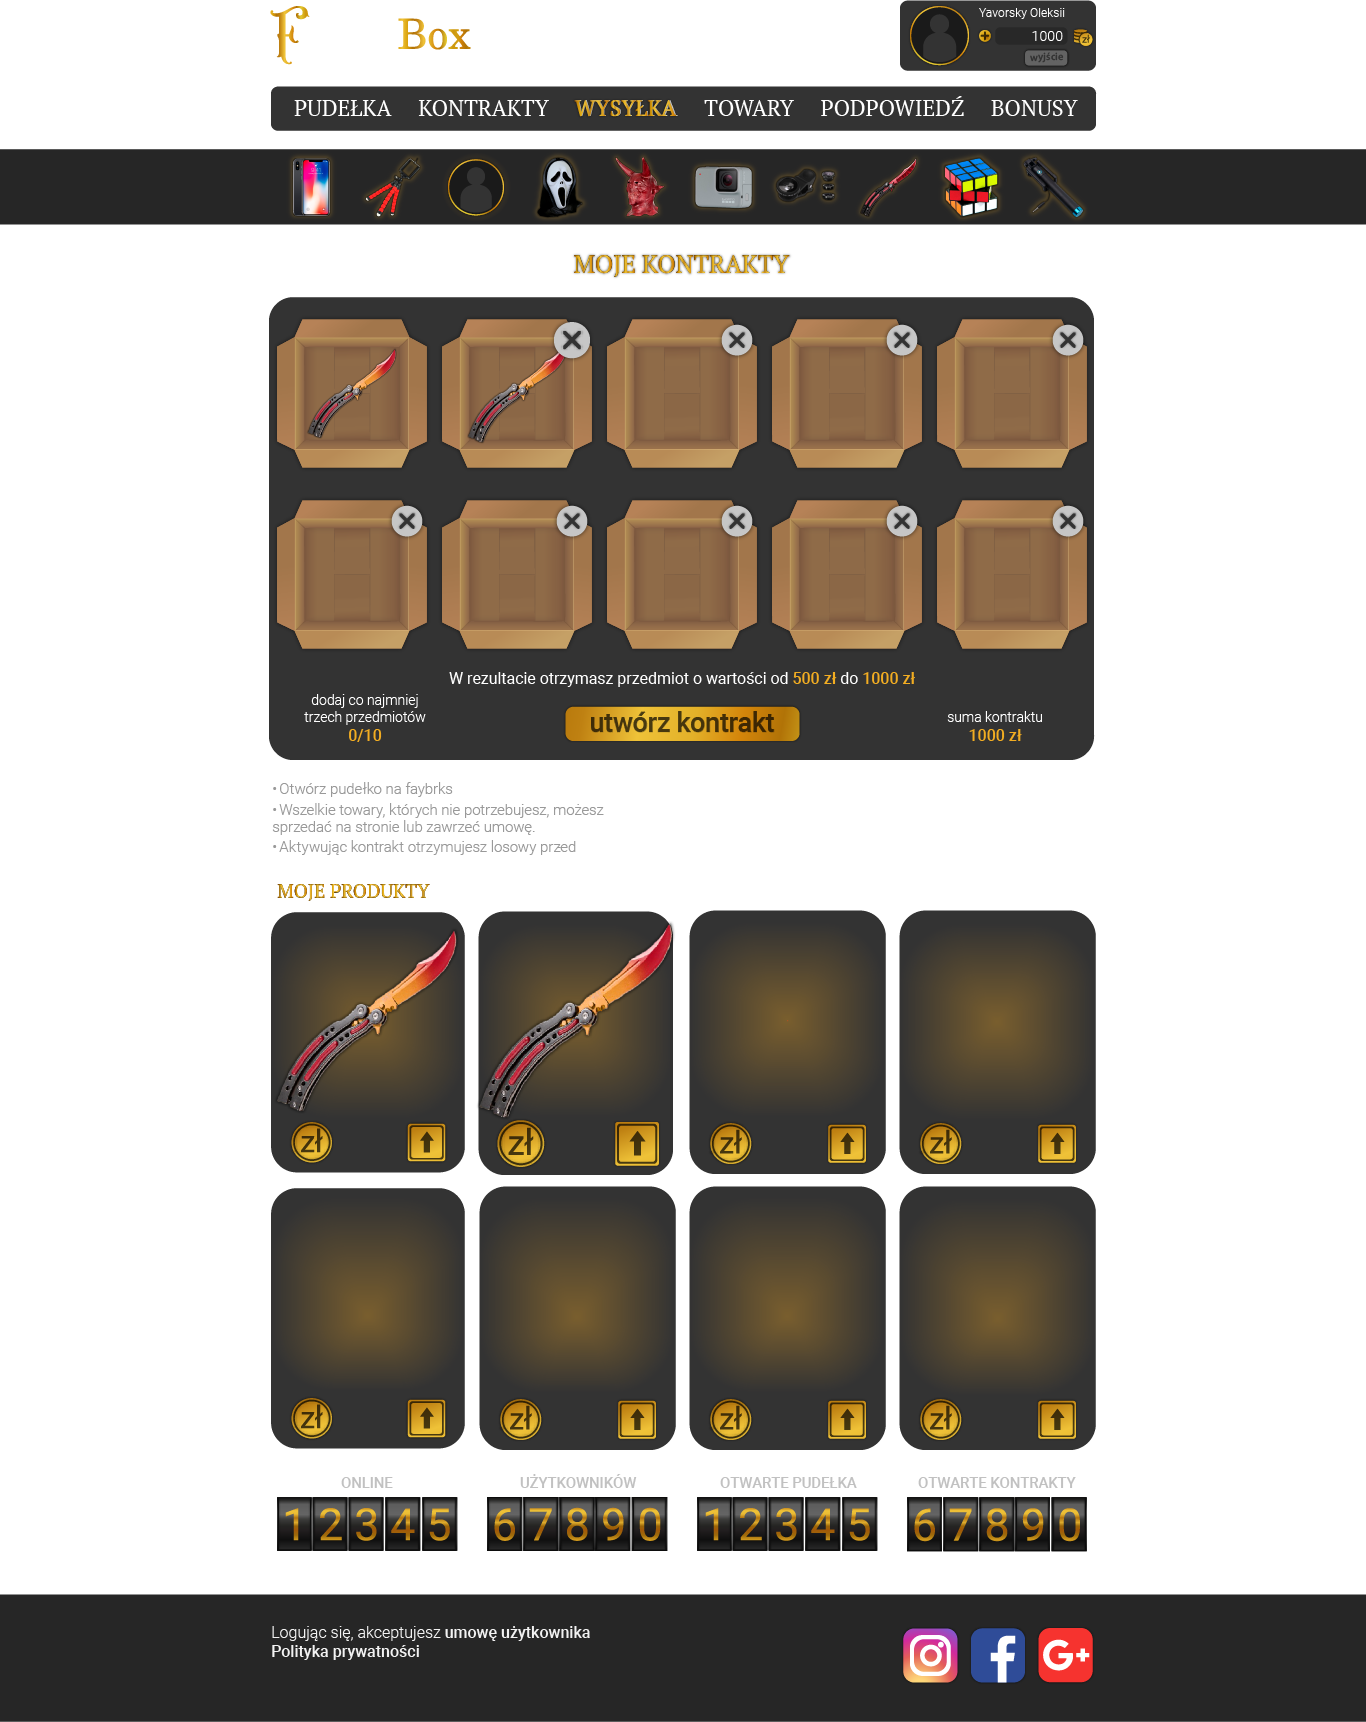 F Box
Yavorsky Oleksii
1000
zł
wyjście
PUDEŁKA KONTRAKTY WYSYŁKA TOWARY PODPOWIEDŹ BONUSY
MOJE KONTRAKTY
W rezultacie otrzymasz przedmiot o wartości od 500 zł do 1000 zł
dodaj co najmniej
trzech przedmiotów
0/10
utwórz kontrakt
suma kontraktu
1000 zł
• Otwórz pudełko na faybrks
• Wszelkie towary, których nie potrzebujesz, możesz
sprzedać na stronie lub zawrzeć umowę.
• Aktywując kontrakt otrzymujesz losowy przed
MOJE PRODUKTY
zł zł zł zł
zł zł zł zł
ONLINE UŻYTKOWNIKÓW OTWARTE PUDEŁKA OTWARTE KONTRAKTY
12345 67890 12345 67890
Logując się, akceptujesz umowę użytkownika
Polityka prywatności
G+